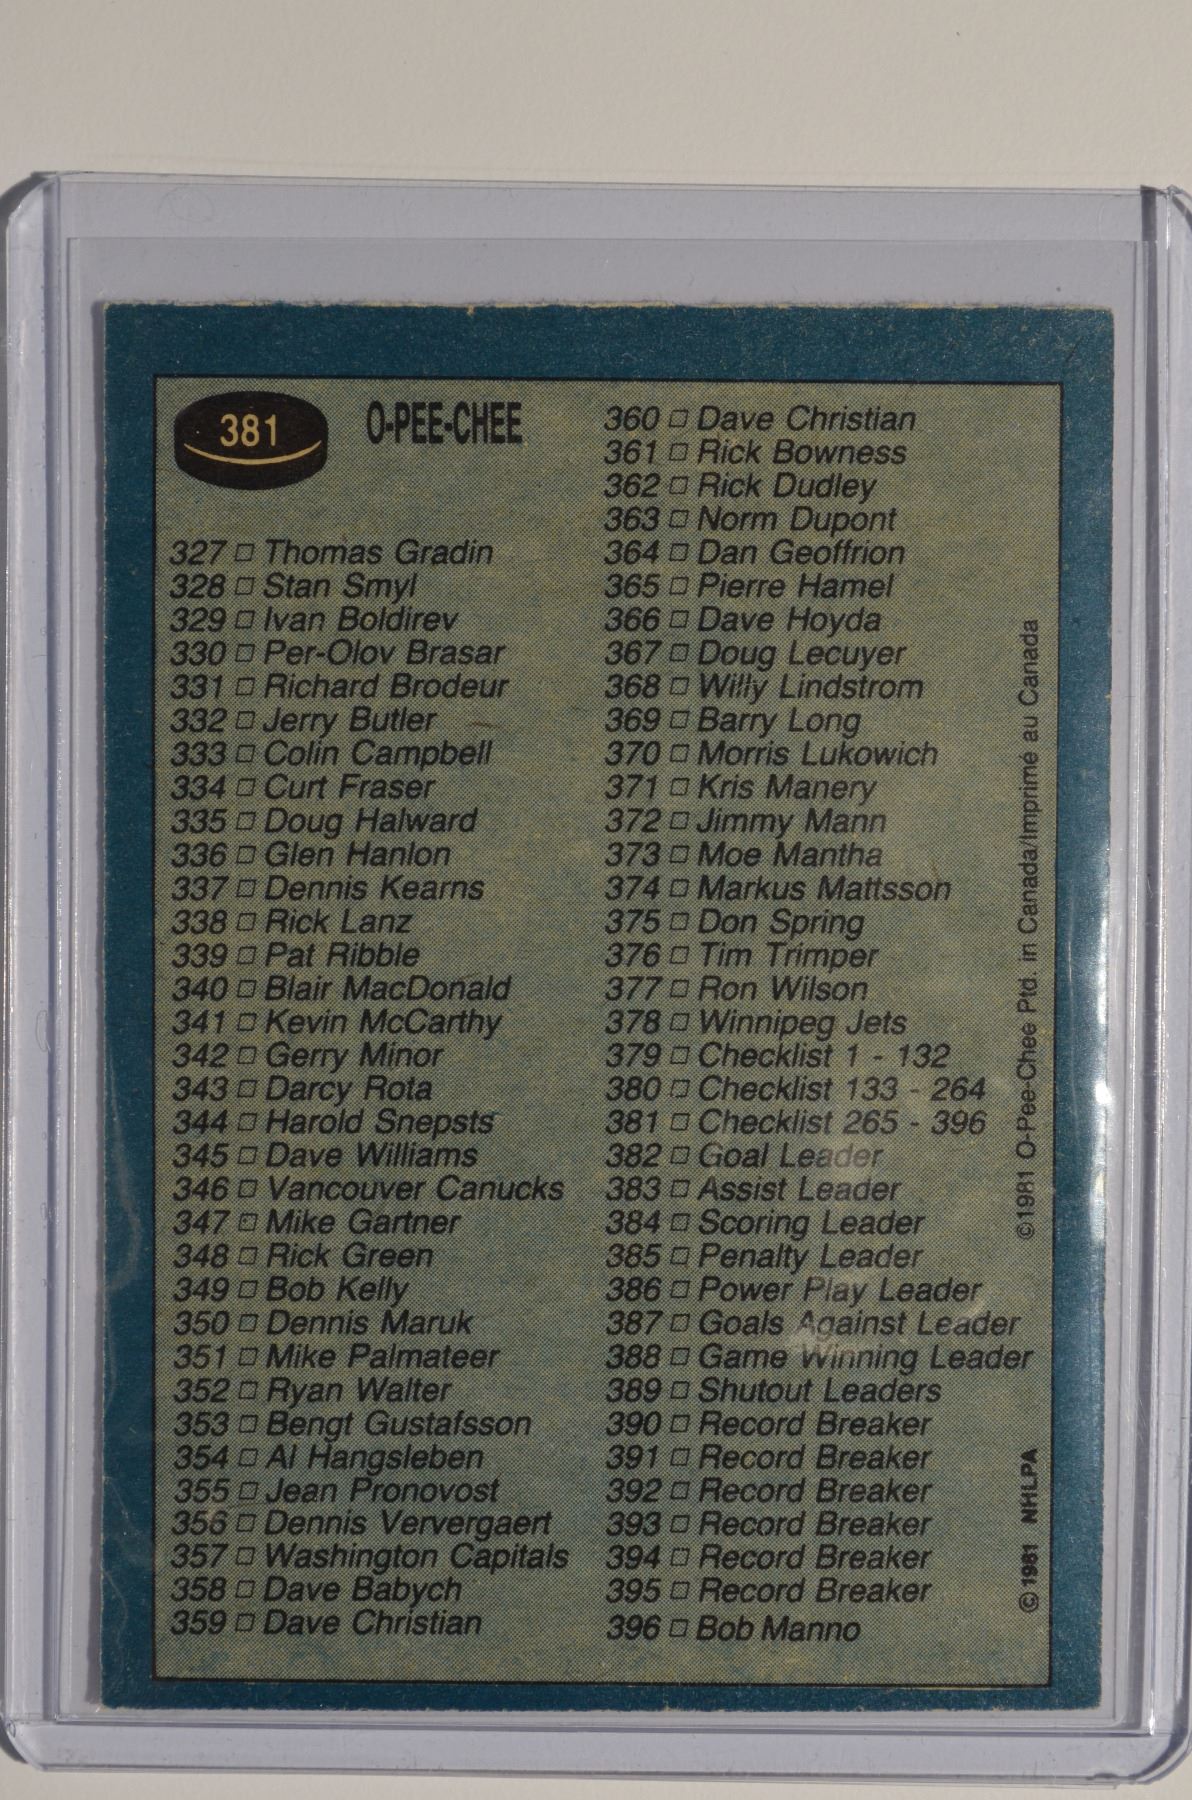 381
O-PEE-CHEE
327 □ Thomas Gradin
328 □ Stan Smyl
329 □ Ivan Boldirev
330 □ Per-Olov Brasar
331 □ Richard Brodeur
332 □ Jerry Butler
333 □ Colin Campbell
334 □ Curt Fraser
335 □ Doug Halward
336 □ Glen Hanlon
337 □ Dennis Kearns
338 □ Rick Lanz
339 □ Pat Ribble
340 □ Blair MacDonald
341 □ Kevin McCarthy
342 □ Gerry Minor
343 □ Darcy Rota
344 □ Harold Snepsts
345 □ Dave Williams
346 □ Vancouver Canucks
347 □ Mike Gartner
348 □ Rick Green
349 □ Bob Kelly
350 □ Dennis Maruk
351 □ Mike Palmateer
352 □ Ryan Walter
353 □ Bengt Gustafsson
354 □ Al Hangsleben
355 □ Jean Pronovost
356 □ Dennis Ververgaert
357 □ Washington Capitals
358 □ Dave Babych
359 □ Dave Christian
360 □ Dave Christian
361 □ Rick Bowness
362 □ Rick Dudley
363 □ Norm Dupont
364 □ Dan Geoffrion
365 □ Pierre Hamel
366 □ Dave Hoyda
367 □ Doug Lecuyer
368 □ Willy Lindstrom
369 □ Barry Long
370 □ Morris Lukowich
371 □ Kris Manery
372 □ Jimmy Mann
373 □ Moe Mantha
374 □ Markus Mattsson
375 □ Don Spring
376 □ Tim Trimper
377 □ Ron Wilson
378 □ Winnipeg Jets
379 □ Checklist 1 - 132
380 □ Checklist 133 - 264
381 □ Checklist 265 - 396
382 □ Goal Leader
383 □ Assist Leader
384 □ Scoring Leader
385 □ Penalty Leader
386 □ Power Play Leader
387 □ Goals Against Leader
388 □ Game Winning Leader
389 □ Shutout Leaders
390 □ Record Breaker
391 □ Record Breaker
392 □ Record Breaker
393 □ Record Breaker
394 □ Record Breaker
395 □ Record Breaker
396 □ Bob Manno
© 1981 NHLPA
©1981 O-Pee-Chee Ptd. in Canada/Imprimé au Canada